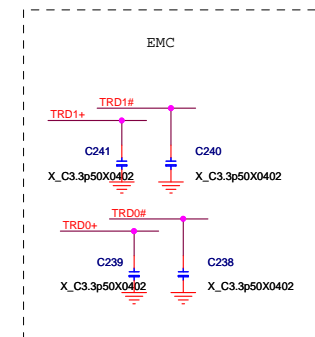 EMC
TRD1#
TRD1+
C241
C240
X_C3.3p50X0402
X_C3.3p50X0402
TRD0#
TRD0+
C239
C238
X_C3.3p50X0402
X_C3.3p50X0402